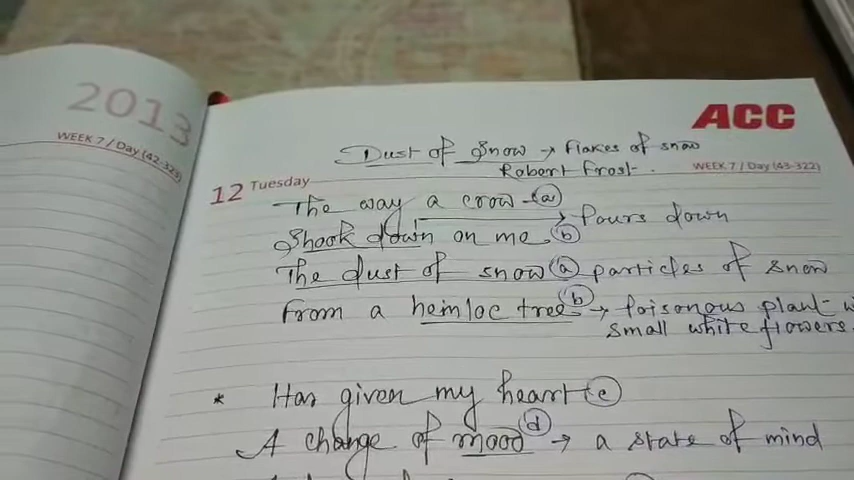 2013
WEEK 7 / Day (42-323)
ACC
Dust of Snow → flakes of snow
Robert Frost.
WEEK 7 / Day (43-322)
12 Tuesday
The way a crow - (a)
→ Pours down
Shook down on me (b)
The dust of snow (a) particles of snow
From a hemloc tree (b) → poisonous plant
small white flowers.
* Has given my heart (c)
A change of mood (d) → a state of mind